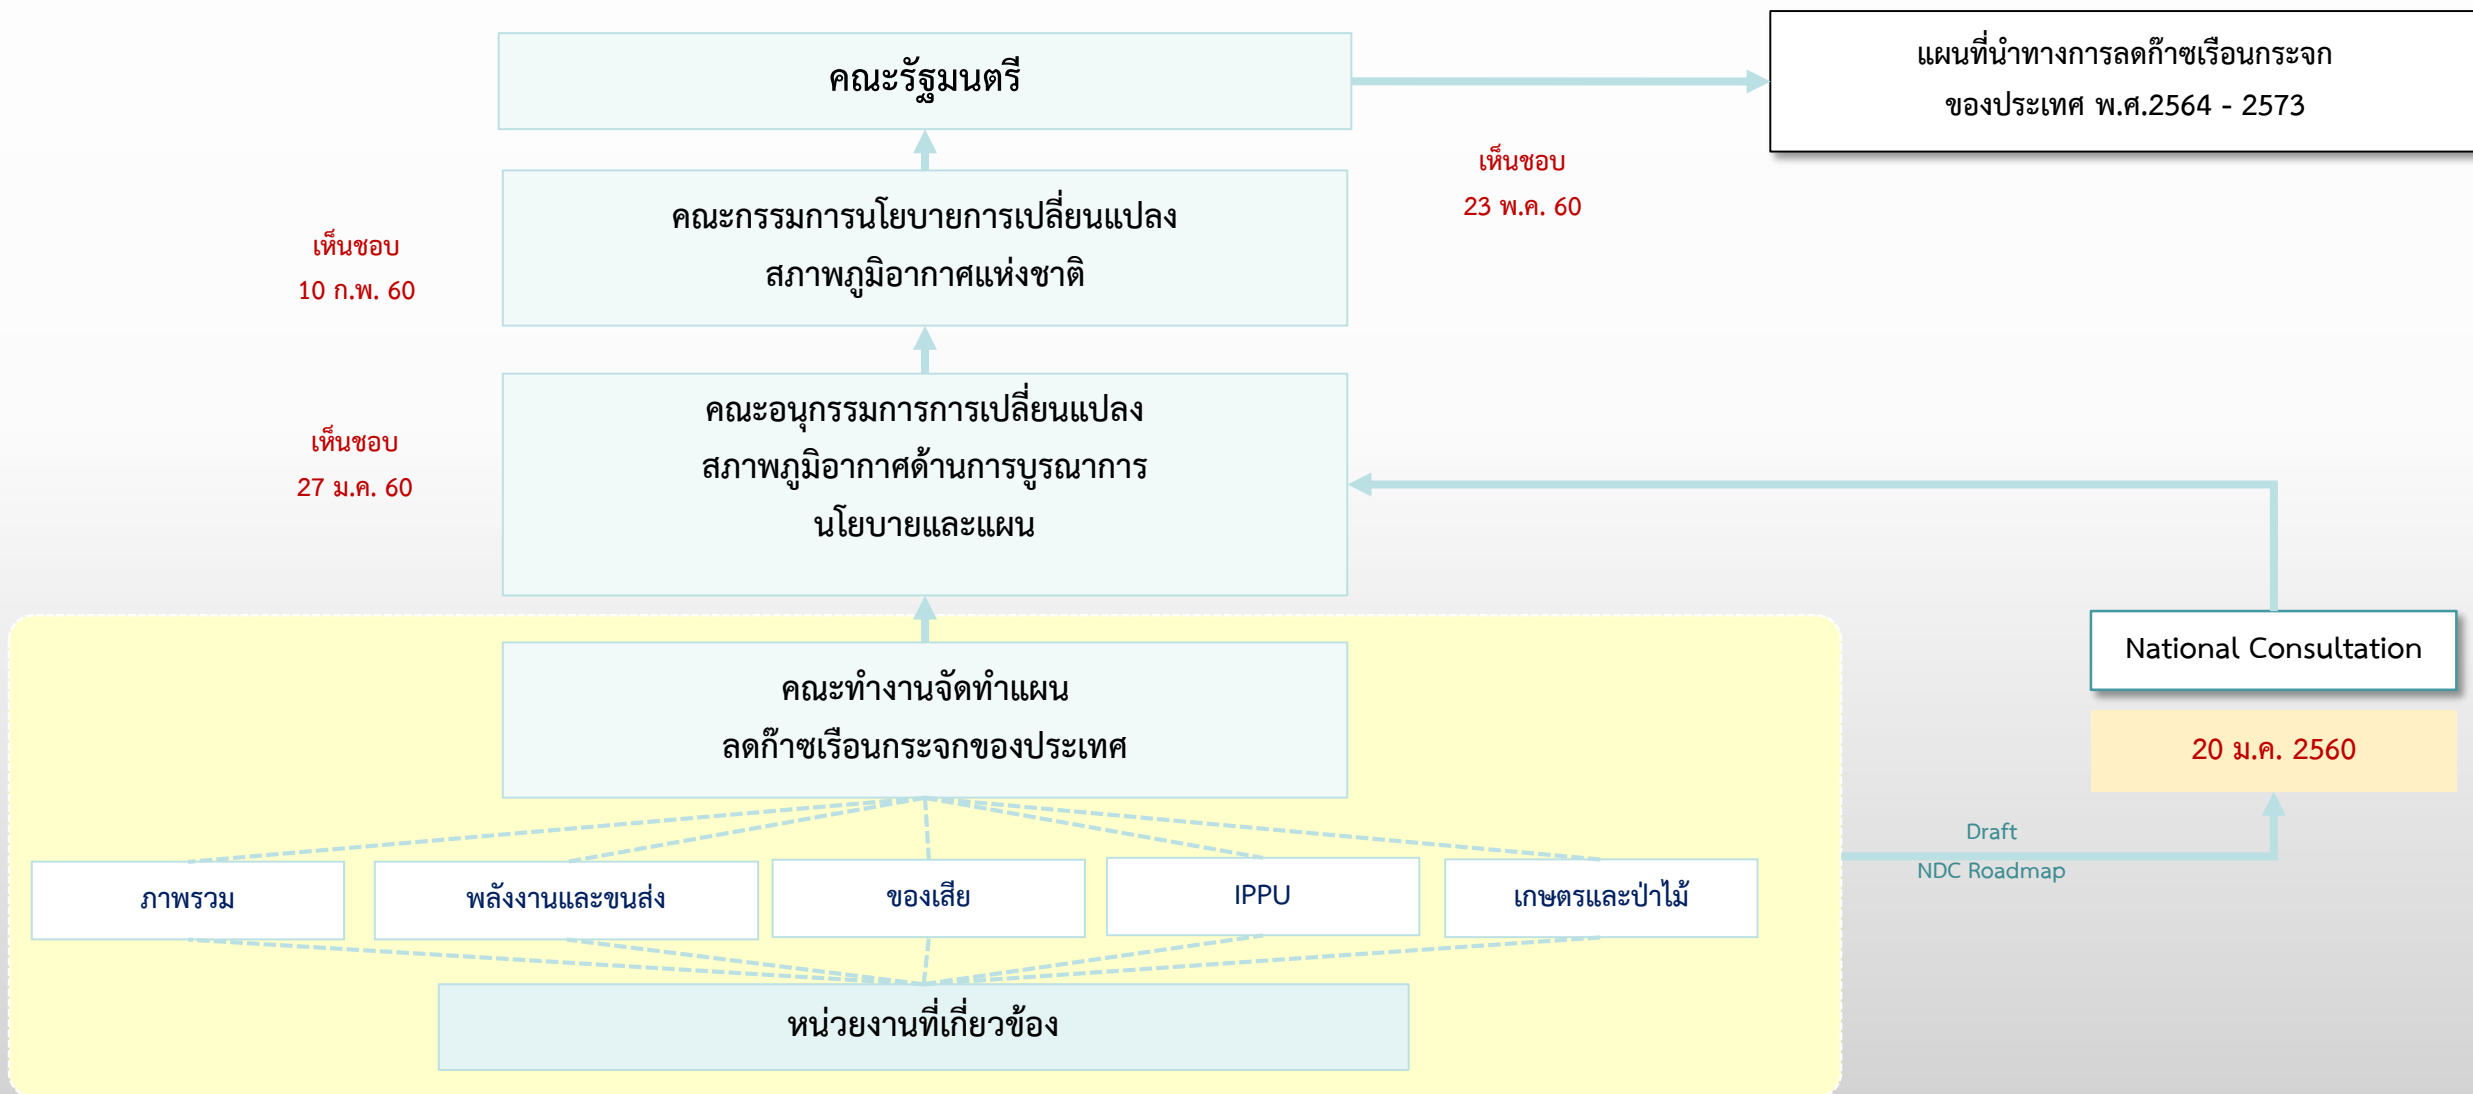 คณะรัฐมนตรี
แผนที่นำทางการลดก๊าซเรือนกระจก
ของประเทศ พ.ศ.2564 - 2573
เห็นชอบ
23 พ.ค. 60
คณะกรรมการนโยบายการเปลี่ยนแปลง
สภาพภูมิอากาศแห่งชาติ
เห็นชอบ
10 ก.พ. 60
คณะอนุกรรมการการเปลี่ยนแปลง
สภาพภูมิอากาศด้านการบูรณาการ
นโยบายและแผน
เห็นชอบ
27 ม.ค. 60
National Consultation
20 ม.ค. 2560
คณะทำงานจัดทำแผน
ลดก๊าซเรือนกระจกของประเทศ
Draft
NDC Roadmap
ภาพรวม
พลังงานและขนส่ง
ของเสีย
IPPU
เกษตรและป่าไม้
หน่วยงานที่เกี่ยวข้อง